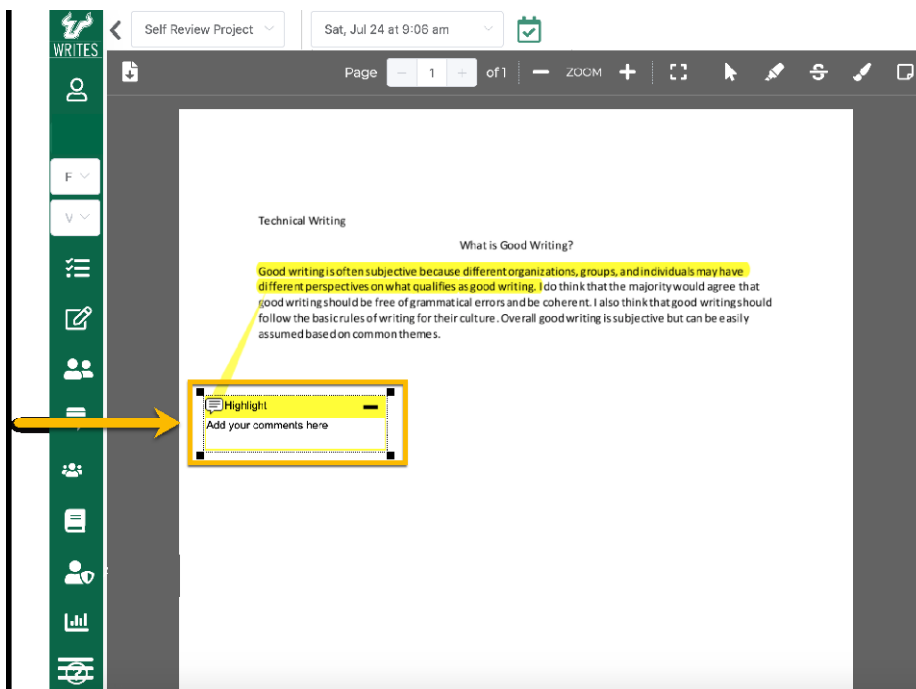 WRITES
Self Review Project
Sat, Jul 24 at 9:06 am
Page 1 of 1 ZOOM
F
V
Technical Writing
What is Good Writing?
Good writing is often subjective because different organizations, groups, and individuals may have
different perspectives on what qualifies as good writing. I do think that the majority would agree that
good writing should be free of grammatical errors and be coherent. I also think that good writing should
follow the basic rules of writing for their culture. Overall good writing is subjective but can be easily
assumed based on common themes.
Highlight
Add your comments here